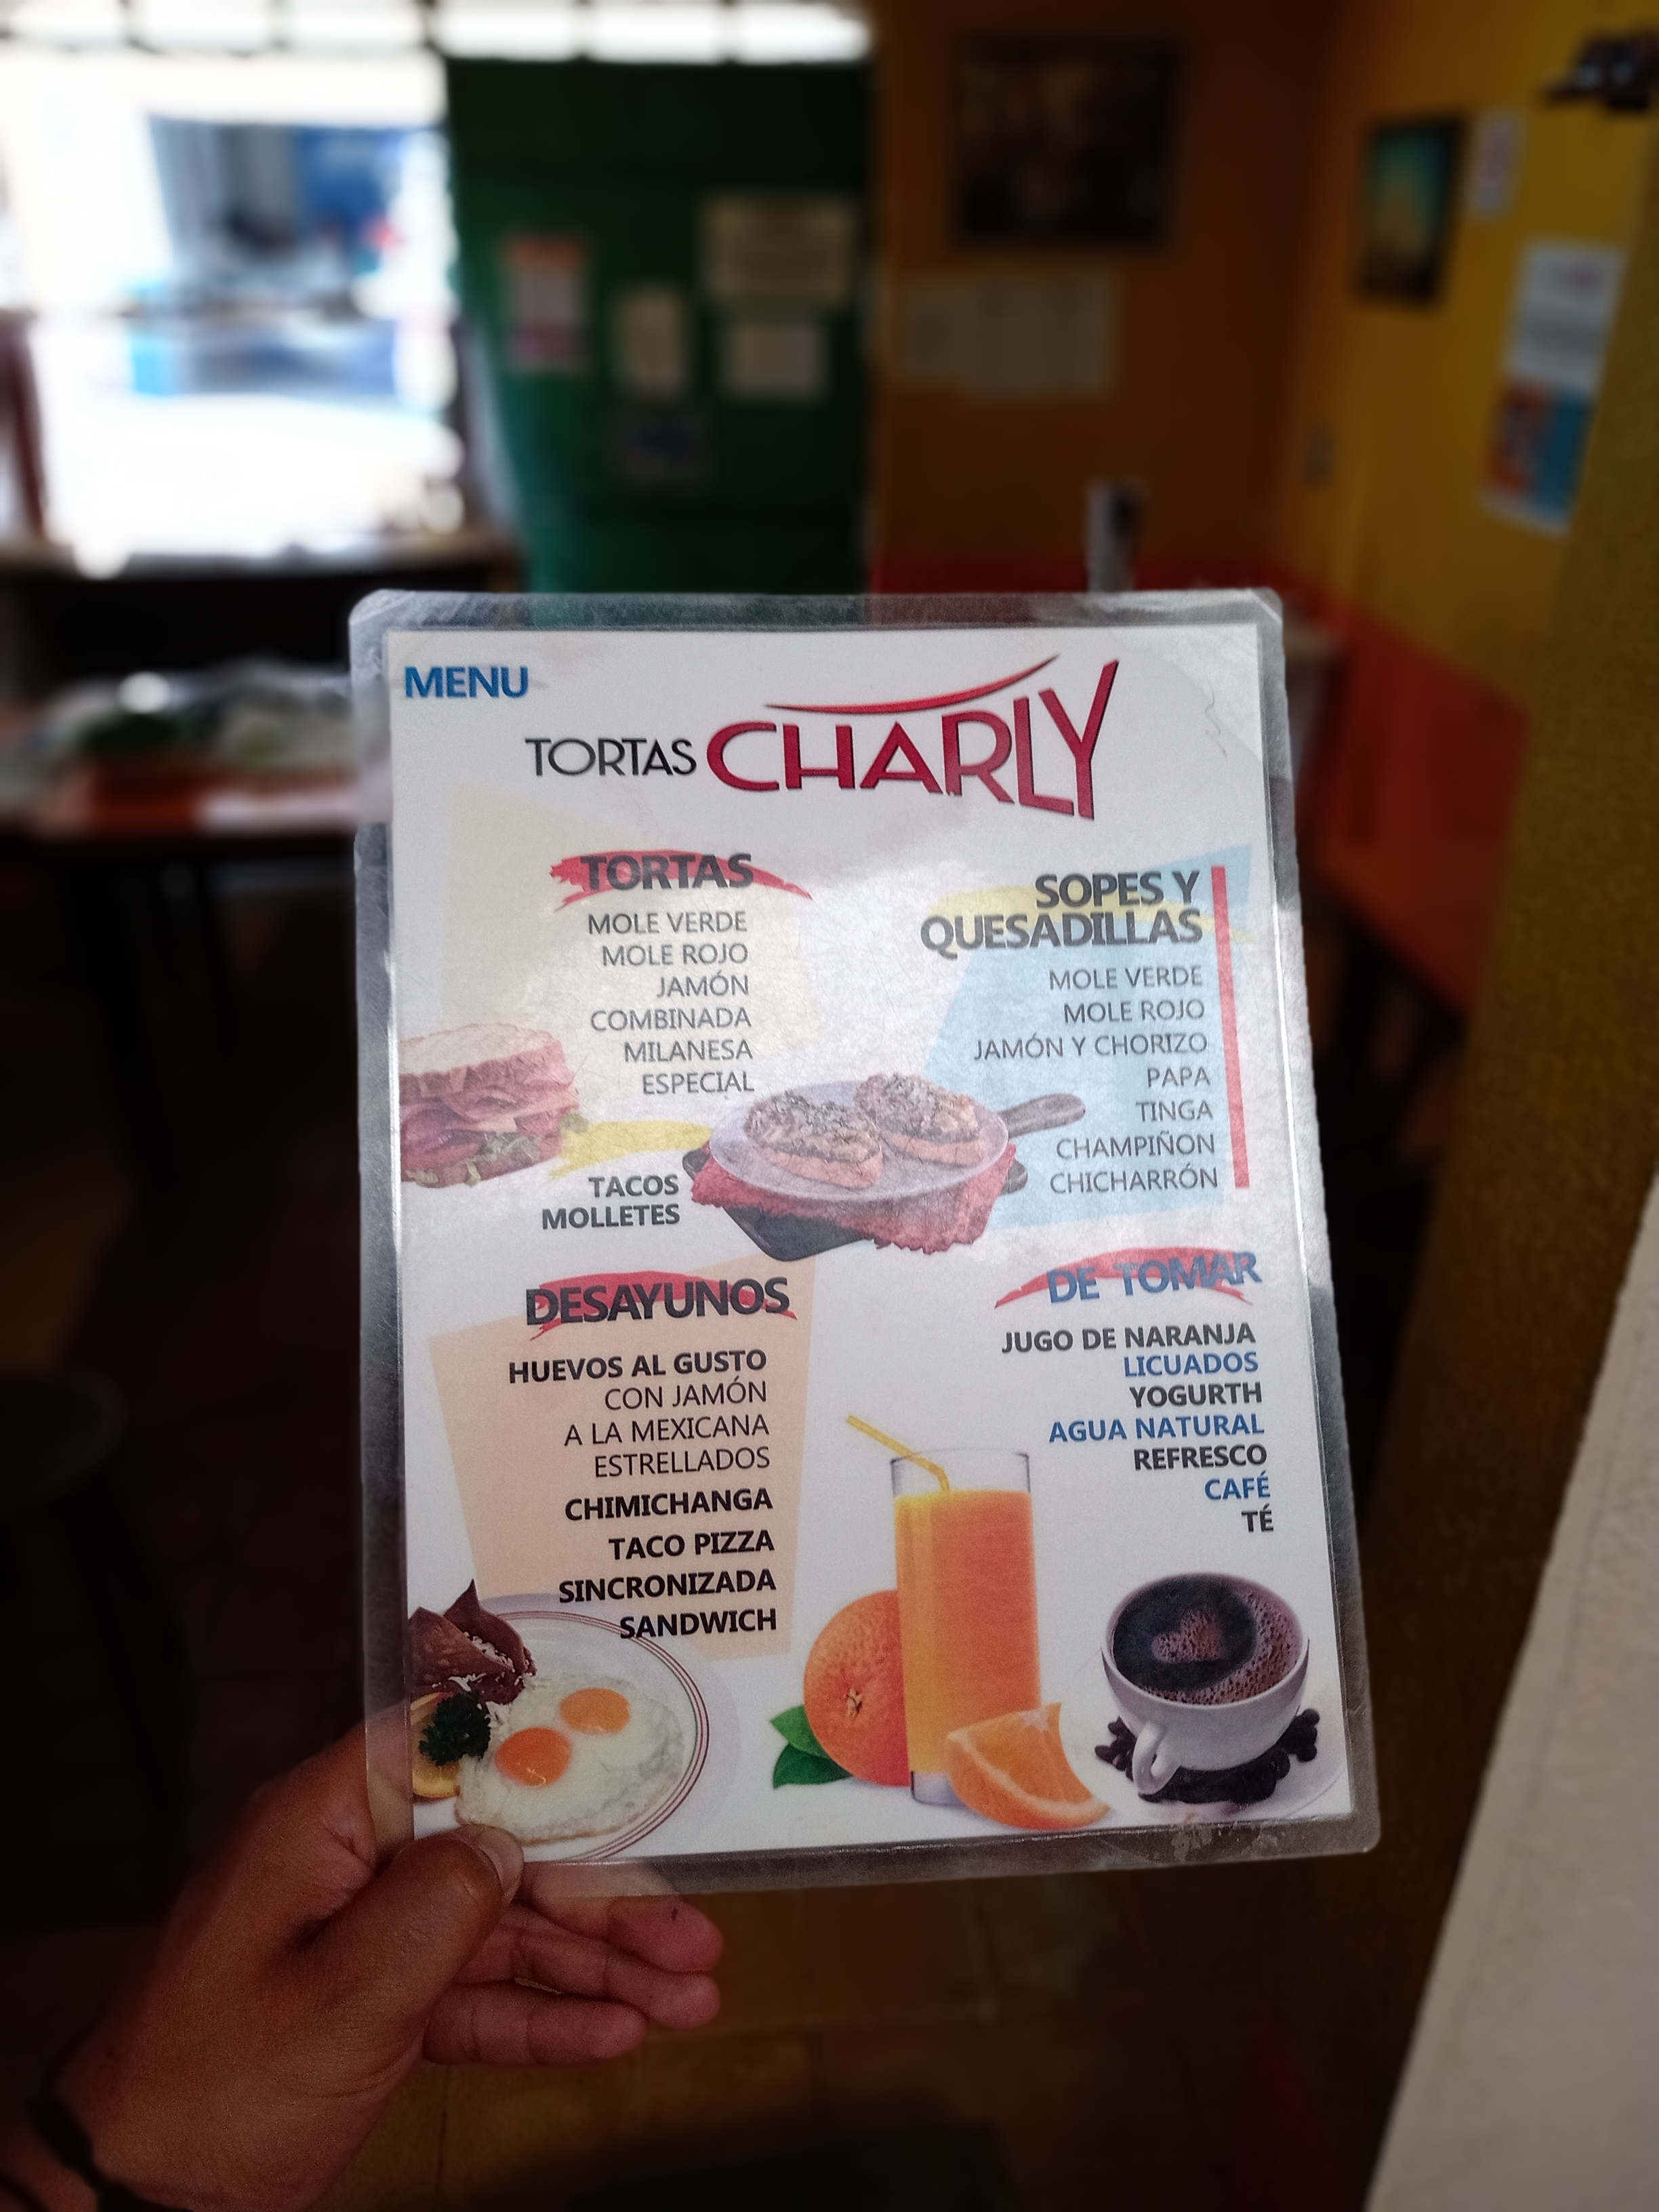 MENU
TORTAS CHARLY
TORTAS
MOLE VERDE
MOLE ROJO
JAMÓN
COMBINADA
MILANESA
ESPECIAL
TACOS
MOLLETES
SOPES Y
QUESADILLAS
MOLE VERDE
MOLE ROJO
JAMÓN Y CHORIZO
PAPA
TINGA
CHAMPIÑON
CHICHARRÓN
DESAYUNOS
HUEVOS AL GUSTO
CON JAMÓN
A LA MEXICANA
ESTRELLADOS
CHIMICHANGA
TACO PIZZA
SINCRONIZADA
SANDWICH
DE TOMAR
JUGO DE NARANJA
LICUADOS
YOGURTH
AGUA NATURAL
REFRESCO
CAFÉ
TÉ